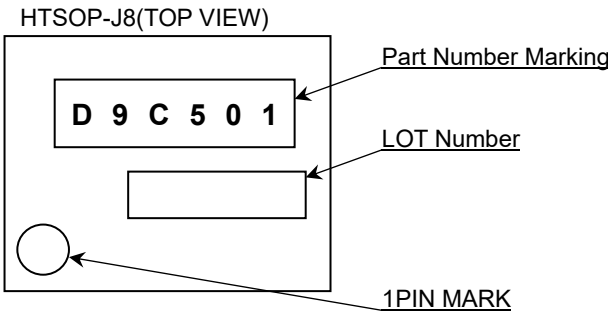 HTSOP-J8(TOP VIEW)
Part Number Marking
D 9 C 5 0 1
LOT Number
1PIN MARK